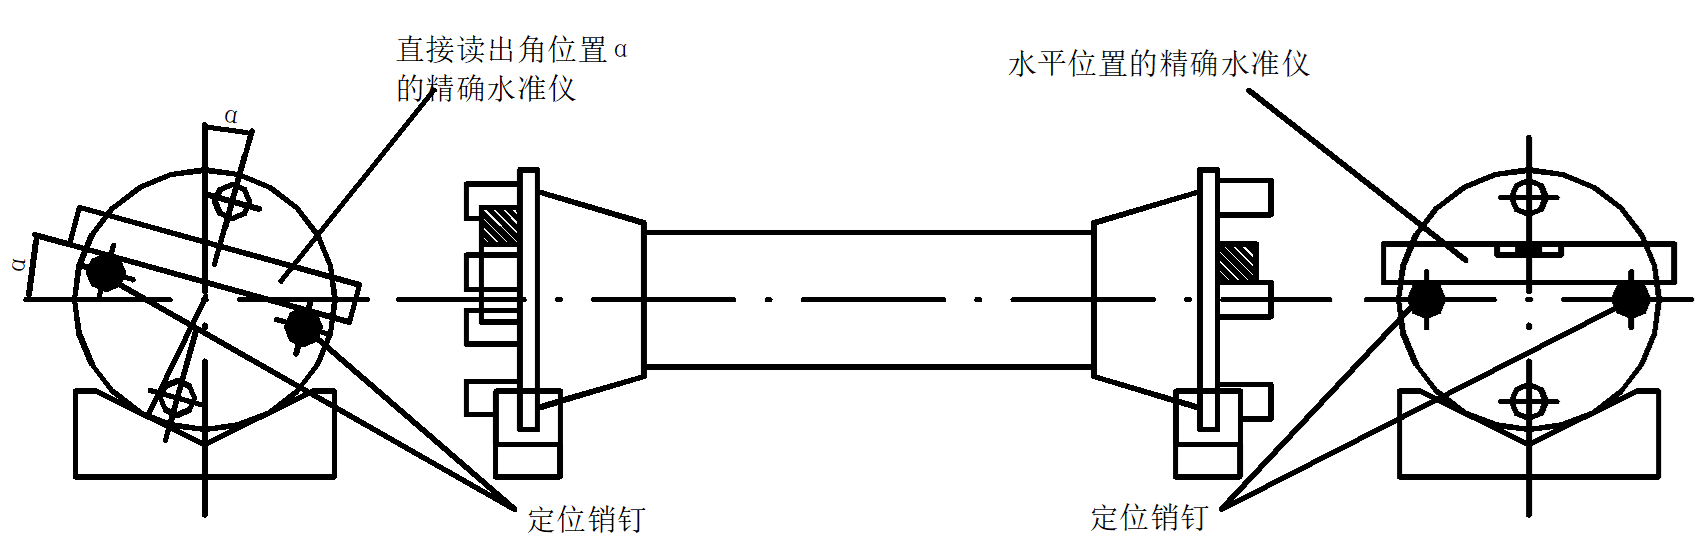 直接读出角位置α
的精确水准仪
水平位置的精确水准仪
α
α
定位销钉
定位销钉